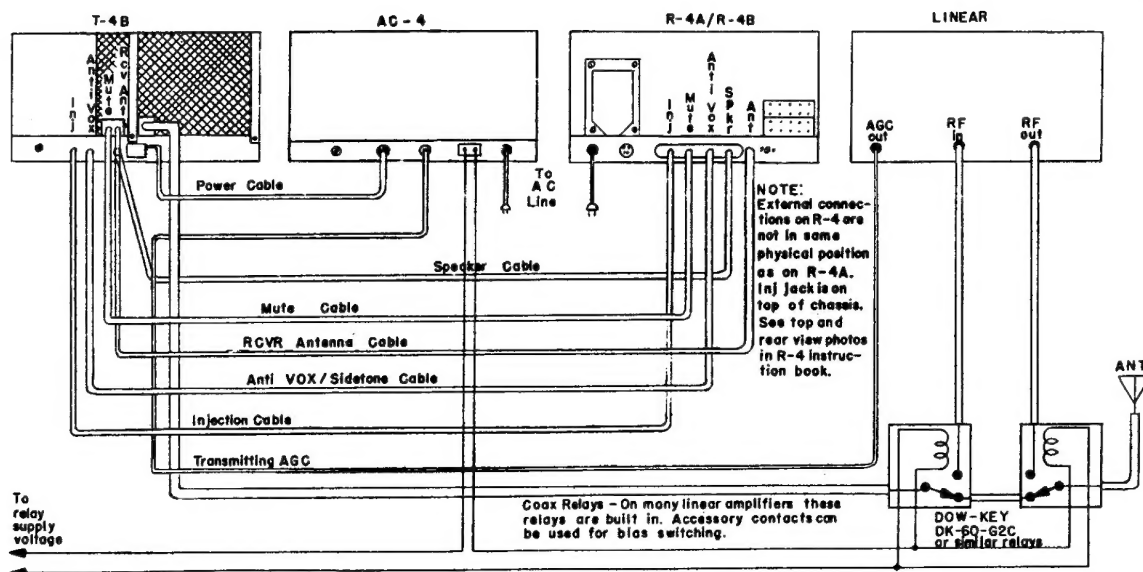 T-4B
AC-4
R-4A/R-4B
LINEAR
Inj
Anti Vox
Mute
Rcv Ant
Inj
Mute
Anti Vox
Spkr
Ant
AGC
out
RF
in
RF
out
To
AC
Line
Power Cable
Speaker Cable
Mute Cable
RCVR Antenna Cable
Anti VOX/Sidetone Cable
Injection Cable
Transmitting AGC
NOTE:
External connec-
tions on R-4 are
not in same
physical position
as on R-4A.
Inj jack is on
top of chassis.
See top and
rear view photos
in R-4 instruc-
tion book.
ANT
To
relay
supply
voltage
Coax Relays - On many linear amplifiers these
relays are built in. Accessory contacts can
be used for bias switching.
DOW-KEY
DK-60-G2C
or similar relays